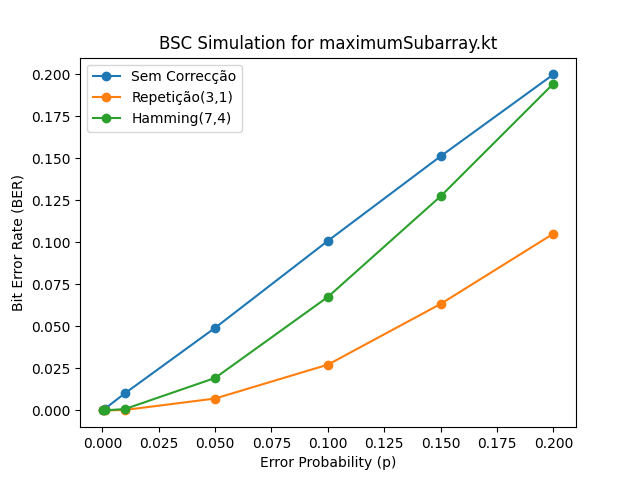 BSC Simulation for maximumSubarray.kt
Sem Correcção
Repetição(3,1)
Hamming(7,4)
Bit Error Rate (BER)
0.200
0.175
0.150
0.125
0.100
0.075
0.050
0.025
0.000
0.000 0.025 0.050 0.075 0.100 0.125 0.150 0.175 0.200
Error Probability (p)